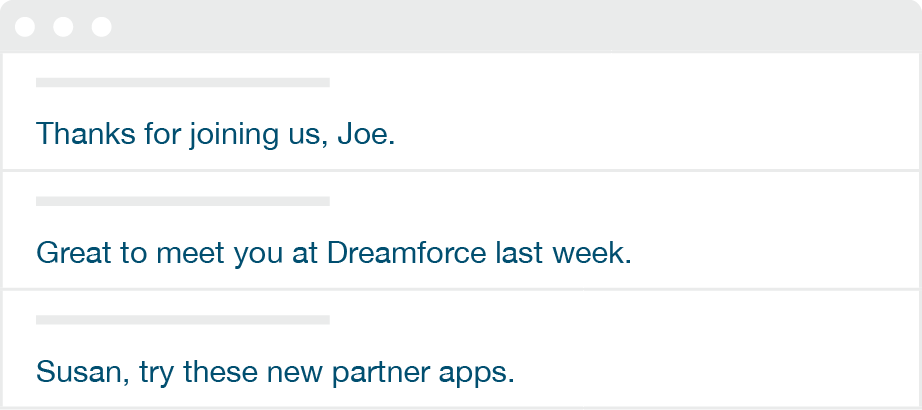 Thanks for joining us, Joe.
Great to meet you at Dreamforce last week.
Susan, try these new partner apps.